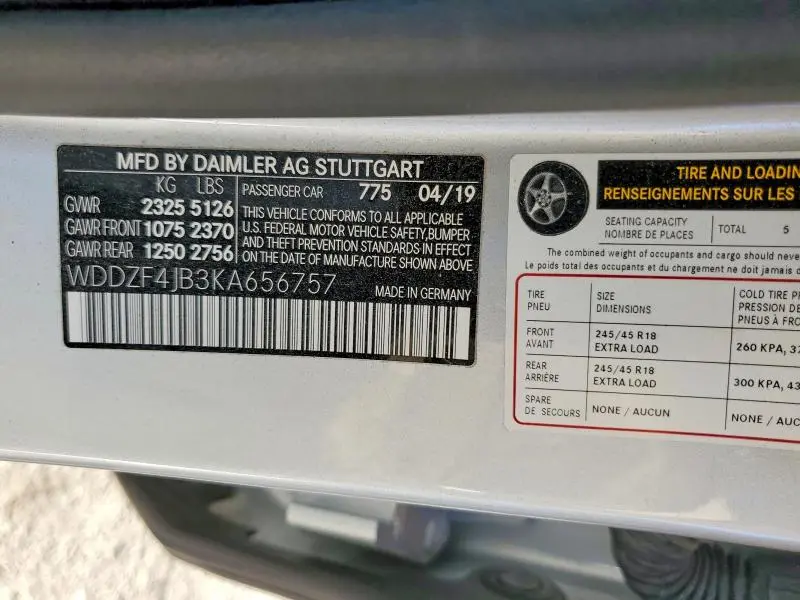 MFD BY DAIMLER AG STUTTGART
KG LBS
GVWR 2325 5126
GAWR FRONT 1075 2370
GAWR REAR 1250 2756
PASSENGER CAR 775 04/19
THIS VEHICLE CONFORMS TO ALL APPLICABLE
U.S. FEDERAL MOTOR VEHICLE SAFETY, BUMPER
AND THEFT PREVENTION STANDARDS IN EFFECT
ON THE DATE OF MANUFACTURE SHOWN ABOVE
WDDZF4JB3KA656757
MADE IN GERMANY
TIRE AND LOADIN
RENSEIGNEMENTS SUR LES
SEATING CAPACITY
NOMBRE DE PLACES
TOTAL 5
The combined weight of occupants and cargo should never
Le poids total des occupants et du chargement ne doit jamais d
TIRE
PNEU
SIZE
DIMENSIONS
COLD TIRE P
PRESSION DE
PNEUS À FRO
FRONT
AVANT
245/45 R18
EXTRA LOAD
260 KPA, 37
REAR
ARRIÈRE
245/45 R18
EXTRA LOAD
300 KPA, 43
SPARE
DE SECOURS
NONE / AUCUN
NONE / AUC